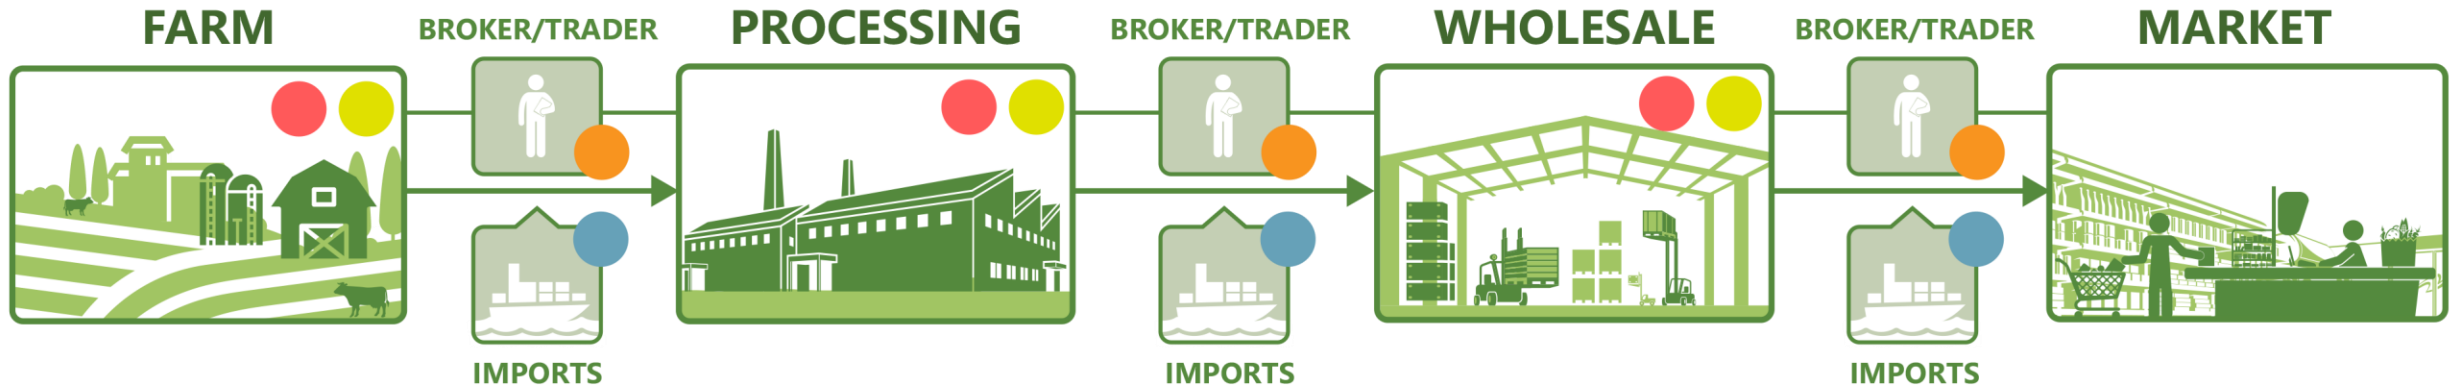 FARM
BROKER/TRADER
PROCESSING
BROKER/TRADER
WHOLESALE
BROKER/TRADER
MARKET
IMPORTS
IMPORTS
IMPORTS